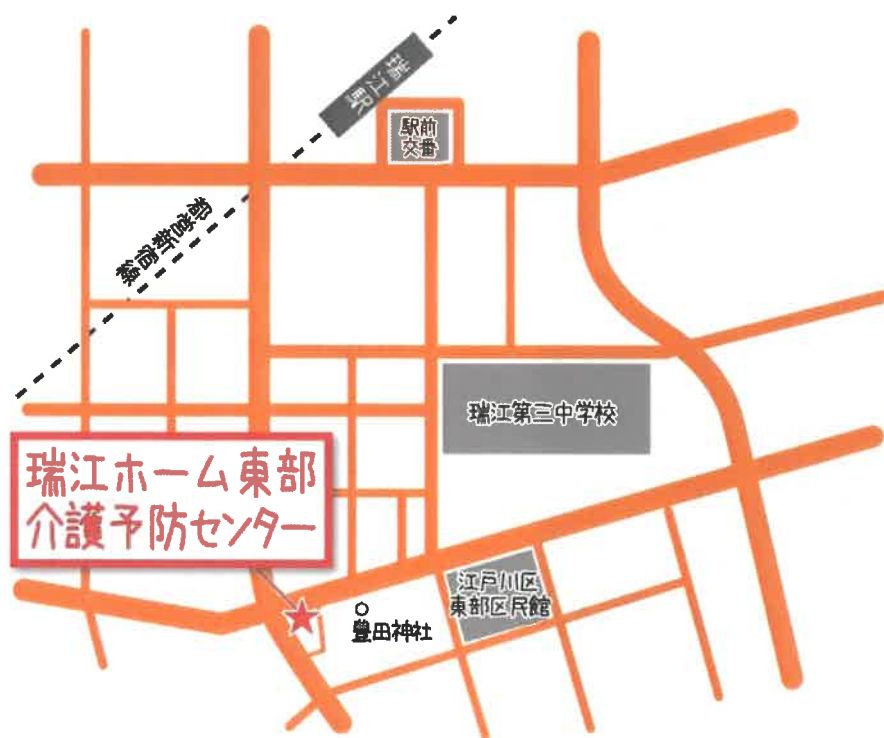 瑞江駅
駅前
交番
都営新宿線
瑞江第三中学校
瑞江ホーム東部
介護予防センター
江戸川区
東部区民館
豊田神社